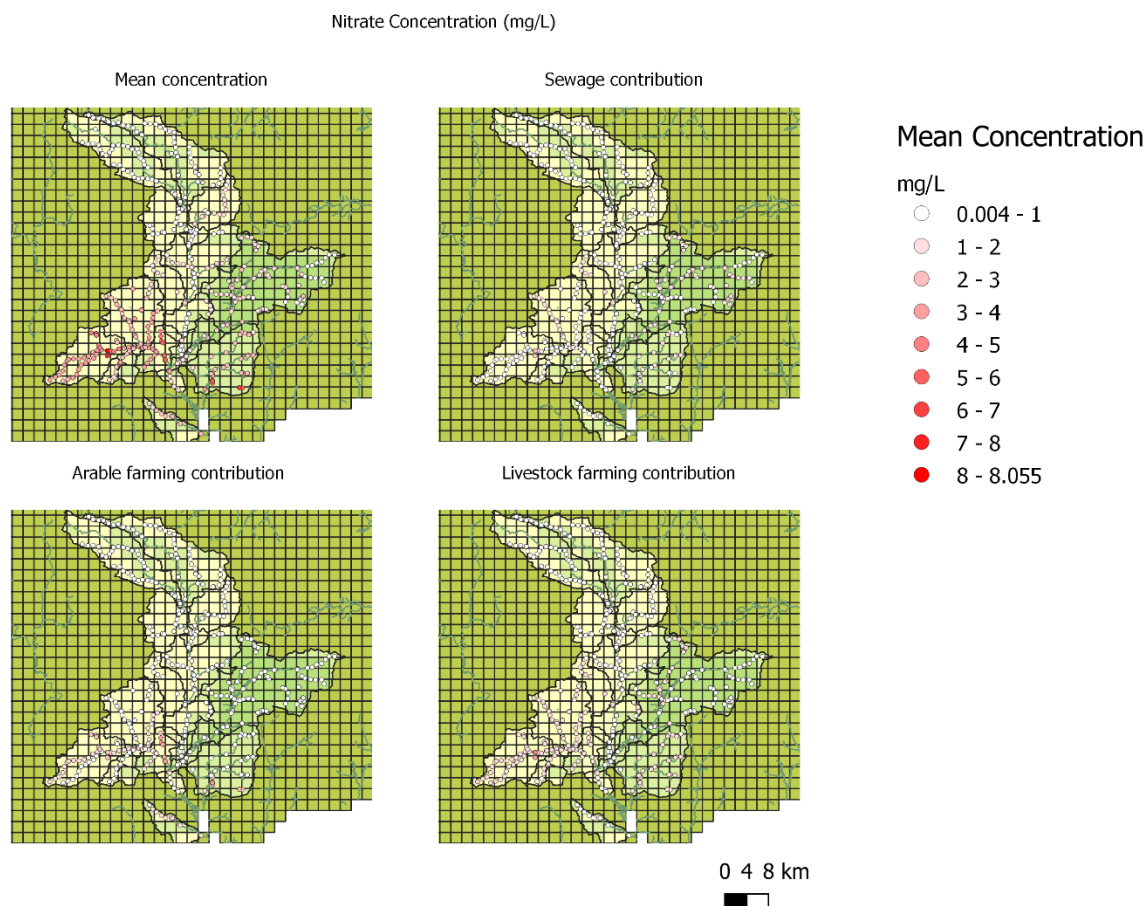 Nitrate Concentration (mg/L)
Mean concentration
Sewage contribution
Mean Concentration
mg/L
0.004 - 1
1 - 2
2 - 3
3 - 4
4 - 5
5 - 6
6 - 7
7 - 8
8 - 8.055
Arable farming contribution
Livestock farming contribution
0 4 8 km